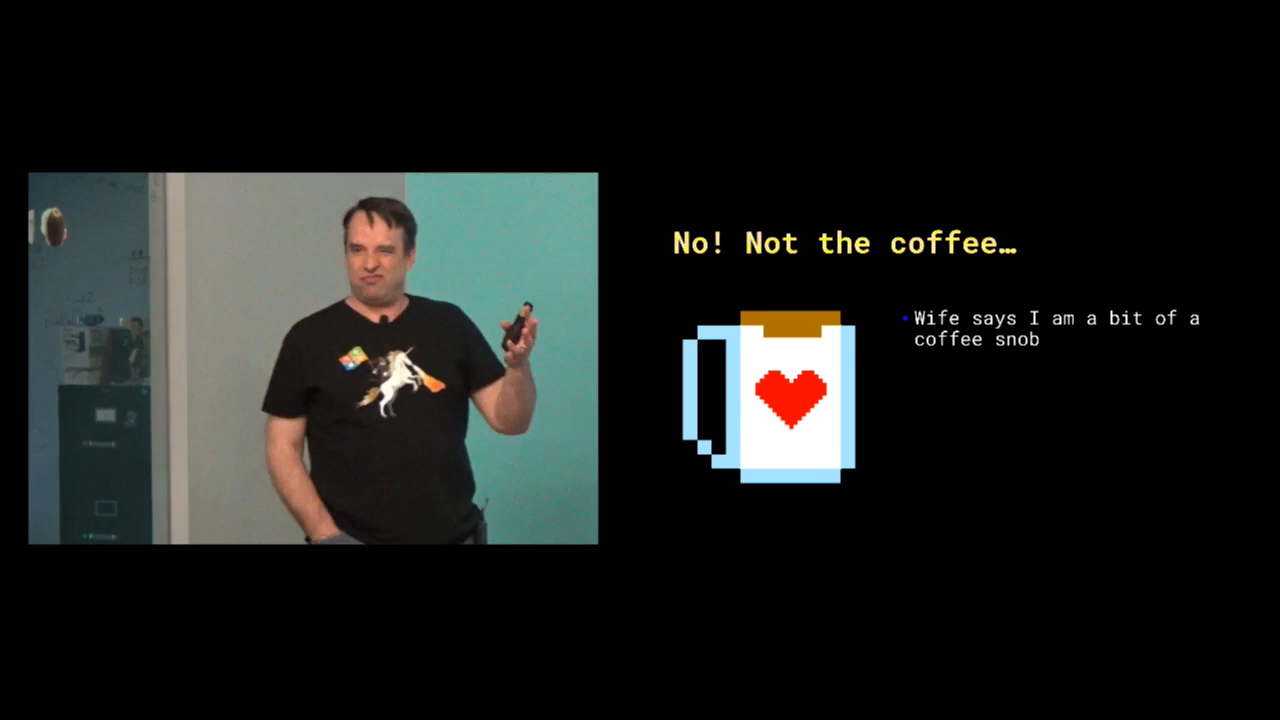 No! Not the coffee…
Wife says I am a bit of a
coffee snob